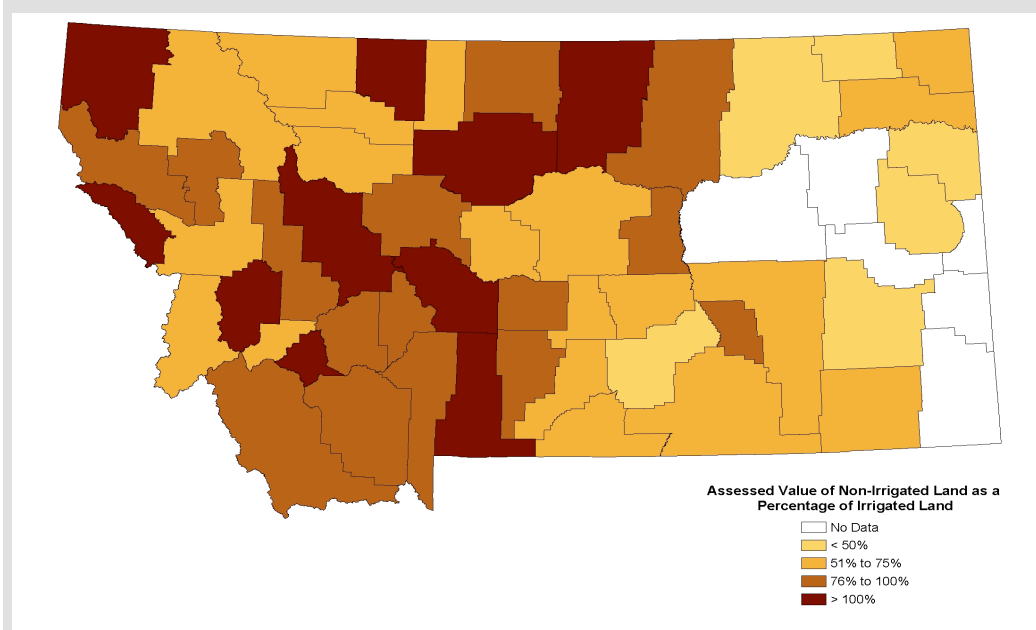 Assessed Value of Non-Irrigated Land as a
Percentage of Irrigated Land
No Data
< 50%
51% to 75%
76% to 100%
> 100%